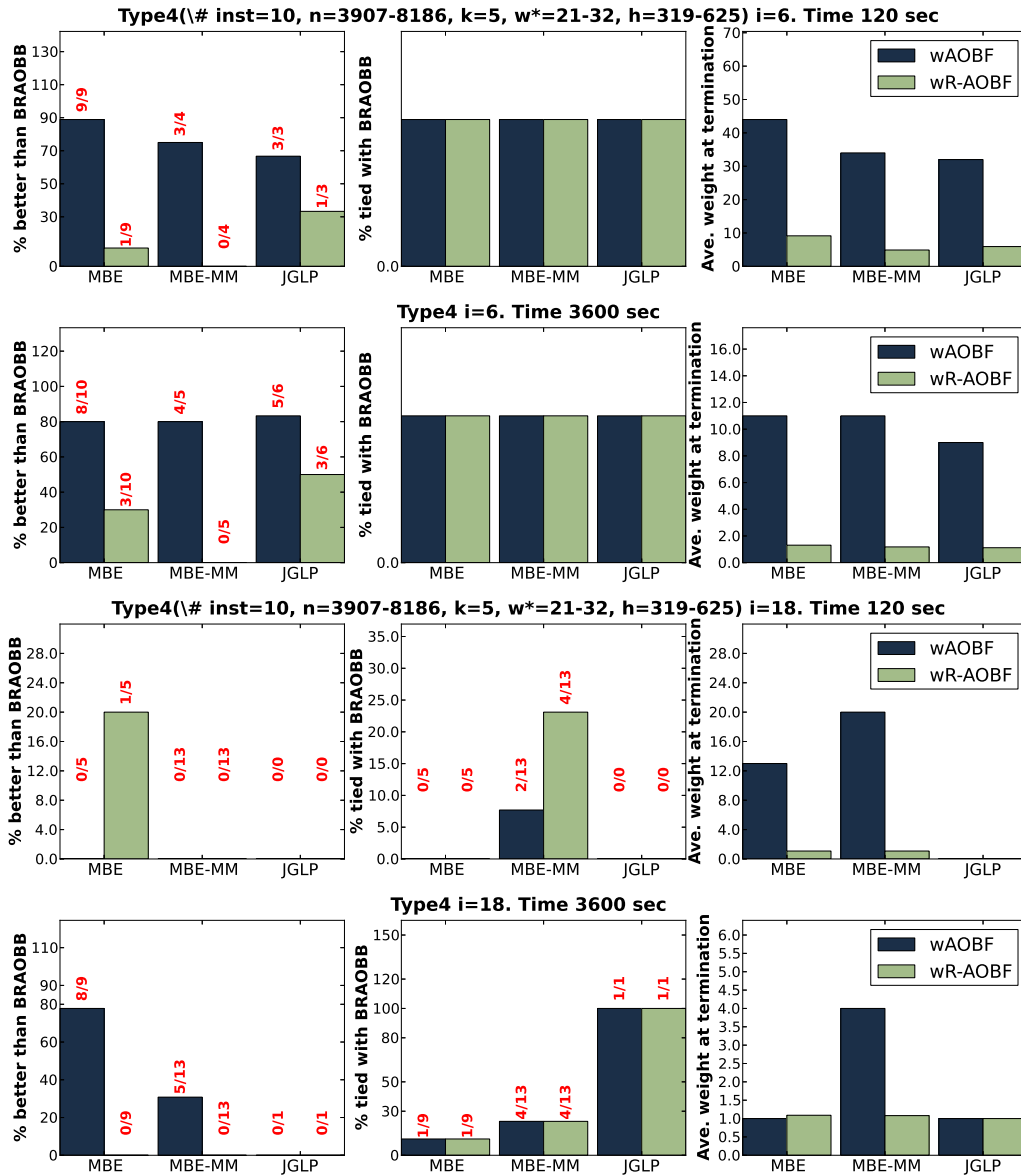 Type4(\# inst=10, n=3907-8186, k=5, w*=21-32, h=319-625) i=6. Time 120 sec
% better than BRAOBB
130
110
90
70
50
30
0
9/9
1/9
3/4
0/4
3/3
1/3
MBE
MBE-MM
JGLP
% tied with BRAOBB
0.0
MBE
MBE-MM
JGLP
Ave. weight at termination
70
60
50
40
30
20
10
0
wAOBF
wR-AOBF
MBE
MBE-MM
JGLP
Type4 i=6. Time 3600 sec
% better than BRAOBB
120
100
80
60
40
20
0
8/10
3/10
4/5
0/5
5/6
3/6
MBE
MBE-MM
JGLP
% tied with BRAOBB
0.0
MBE
MBE-MM
JGLP
Ave. weight at termination
16.0
14.0
12.0
10.0
8.0
6.0
4.0
2.0
0.0
wAOBF
wR-AOBF
MBE
MBE-MM
JGLP
Type4(\# inst=10, n=3907-8186, k=5, w*=21-32, h=319-625) i=18. Time 120 sec
% better than BRAOBB
28.0
24.0
20.0
16.0
12.0
8.0
4.0
0.0
0/5
1/5
0/13
0/13
0/0
0/0
MBE
MBE-MM
JGLP
% tied with BRAOBB
35.0
30.0
25.0
20.0
15.0
10.0
5.0
0.0
0/5
0/5
2/13
4/13
0/0
0/0
MBE
MBE-MM
JGLP
Ave. weight at termination
28.0
24.0
20.0
16.0
12.0
8.0
4.0
0.0
wAOBF
wR-AOBF
MBE
MBE-MM
JGLP
Type4 i=18. Time 3600 sec
% better than BRAOBB
110
80
90
60
40
20
0
8/9
0/9
5/13
0/13
0/1
0/1
MBE
MBE-MM
JGLP
% tied with BRAOBB
150
120
100
80
50
30
0
1/9
1/9
4/13
4/13
1/1
1/1
MBE
MBE-MM
JGLP
Ave. weight at termination
6.0
5.5
5.0
4.5
4.0
3.5
3.0
2.5
2.0
1.5
1.0
0.5
0.0
wAOBF
wR-AOBF
MBE
MBE-MM
JGLP